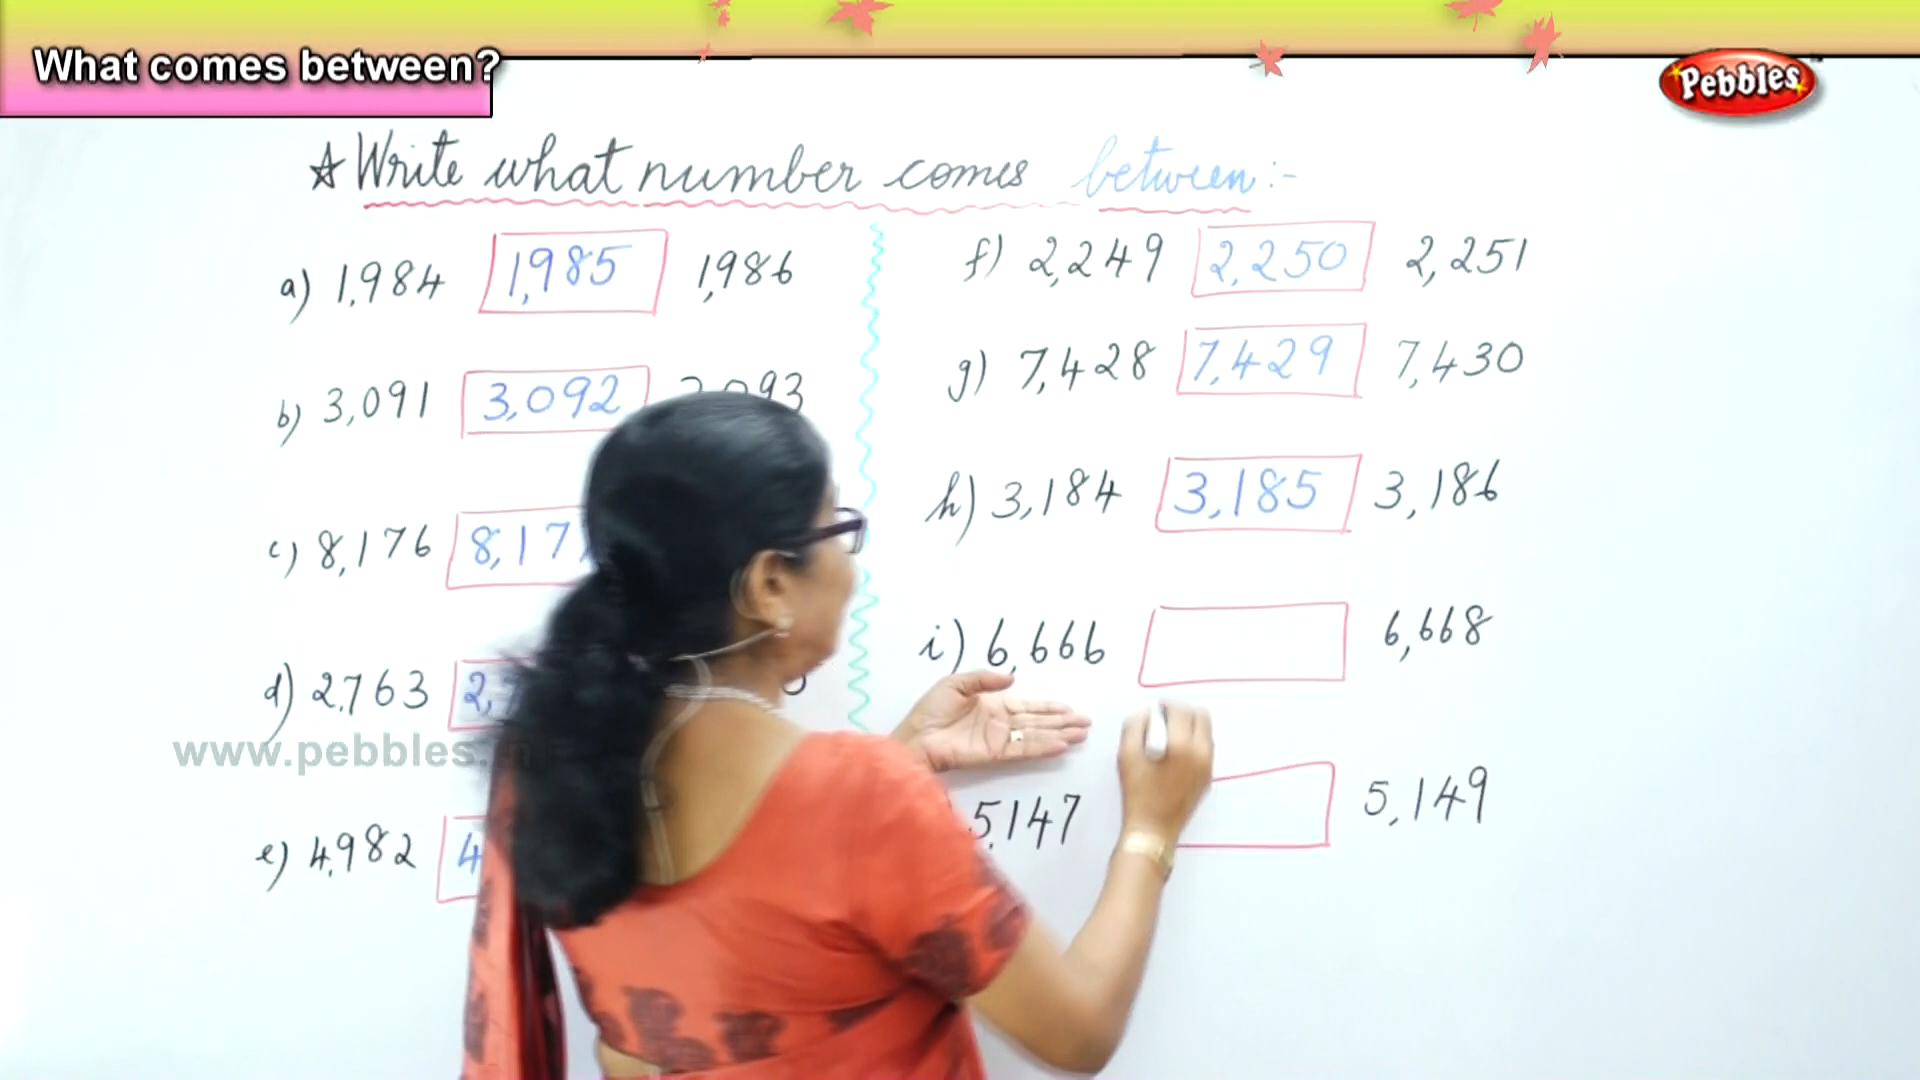 What comes between?
Pebbles
☆ Write what number comes between:-
a) 1,984 1,985 1,986
b) 3,091 3,092
c) 8,176
d) 2,763
e) 4,982
f) 2,249 2,250 2,251
g) 7,428 7,429 7,430
h) 3,184 3,185 3,186
i) 6,666 6,668
5,147 5,149
www.pebbles.in